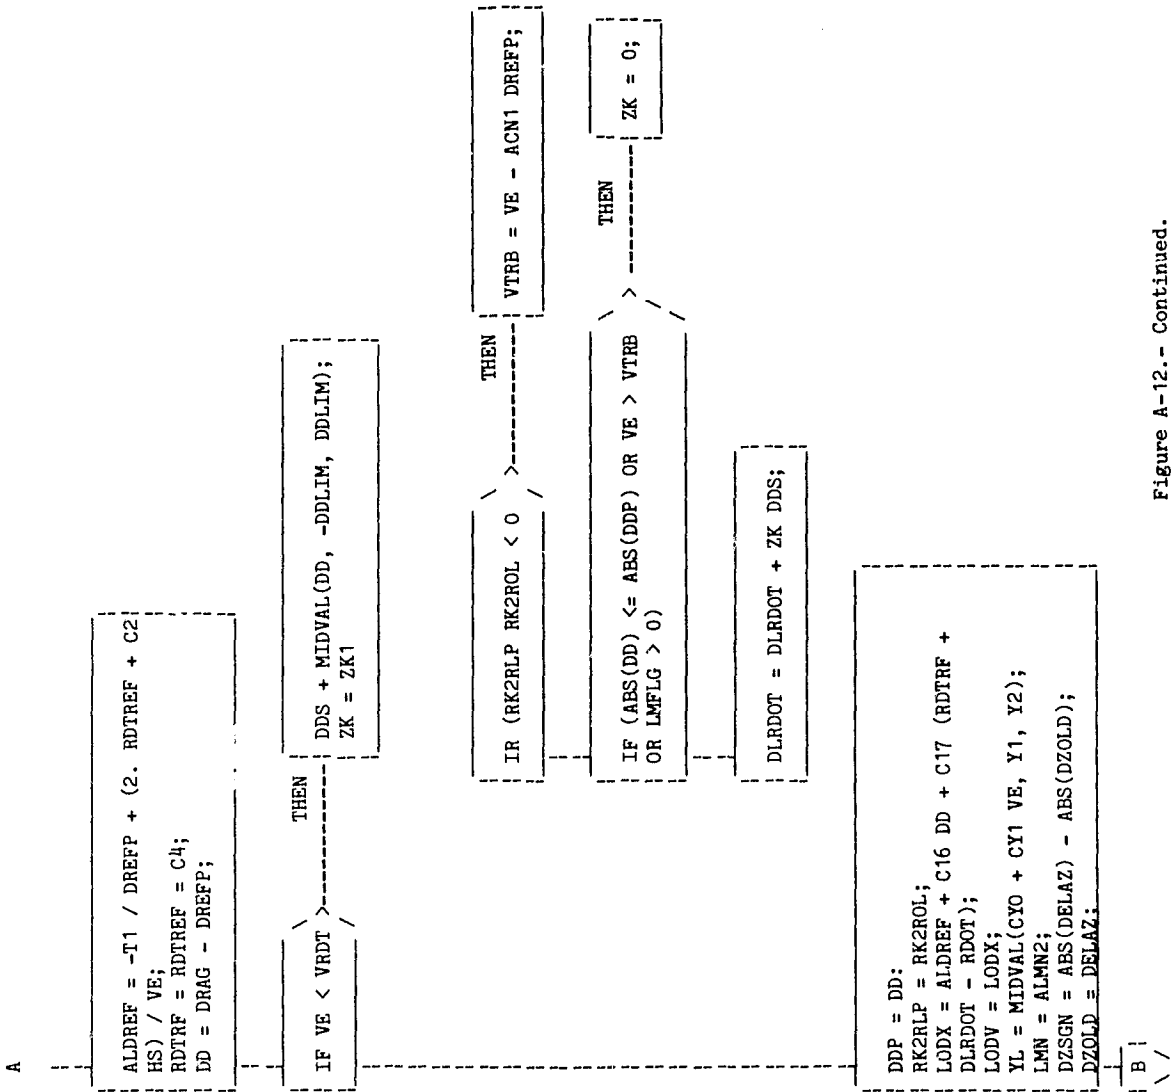 A
ALDREF = -T1 / DREFP + (2. RDTREF + C2
HS) / VE;
RDTRF = RDTREF = C4;
DD = DRAG - DREFP;
IF VE < VRDT
THEN
DDS + MIDVAL(DD, -DDLIM, DDLIM);
ZK = ZK1
IR (RK2RLP RK2ROL < 0
THEN
VTRB = VE - ACN1 DREFP;
IF (ABS(DD) <= ABS(DDP) OR VE > VTRB
OR LMFLG > 0)
THEN
ZK = 0;
DLRDOT = DLRDOT + ZK DDS;
DDP = DD:
RK2RLP = RK2ROL;
LODX = ALDREF + C16 DD + C17 (RDTRF +
DLRDOT - RDOT);
LODV = LODX;
YL = MIDVAL(CYO + CY1 VE, Y1, Y2);
LMN = ALMN2;
DZSGN = ABS(DELAZ) - ABS(DZOLD);
DZOLD = DELAZ;
B
Figure A-12.- Continued.